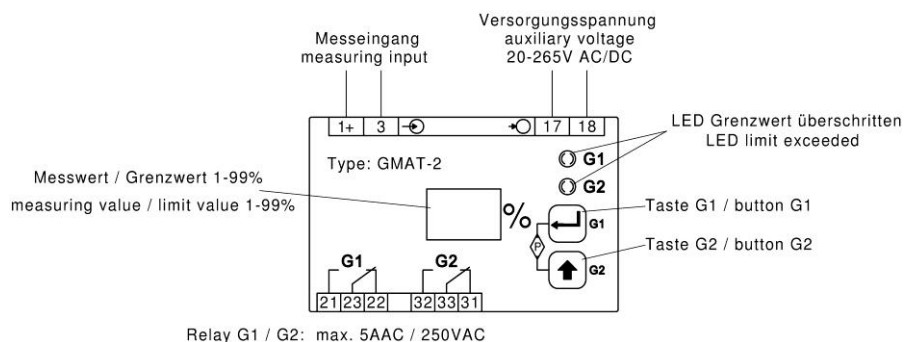 Versorgungsspannung
auxiliary voltage
20-265V AC/DC
Messeingang
measuring input
1+ 3 17 18
LED Grenzwert überschritten
LED limit exceeded
G1
Type: GMAT-2
G2
Messwert / Grenzwert 1-99%
measuring value / limit value 1-99%
%
Taste G1 / button G1
G1
P
Taste G2 / button G2
G2
G1 G2
21 23 22 32 33 31
Relay G1 / G2: max. 5AAC / 250VAC